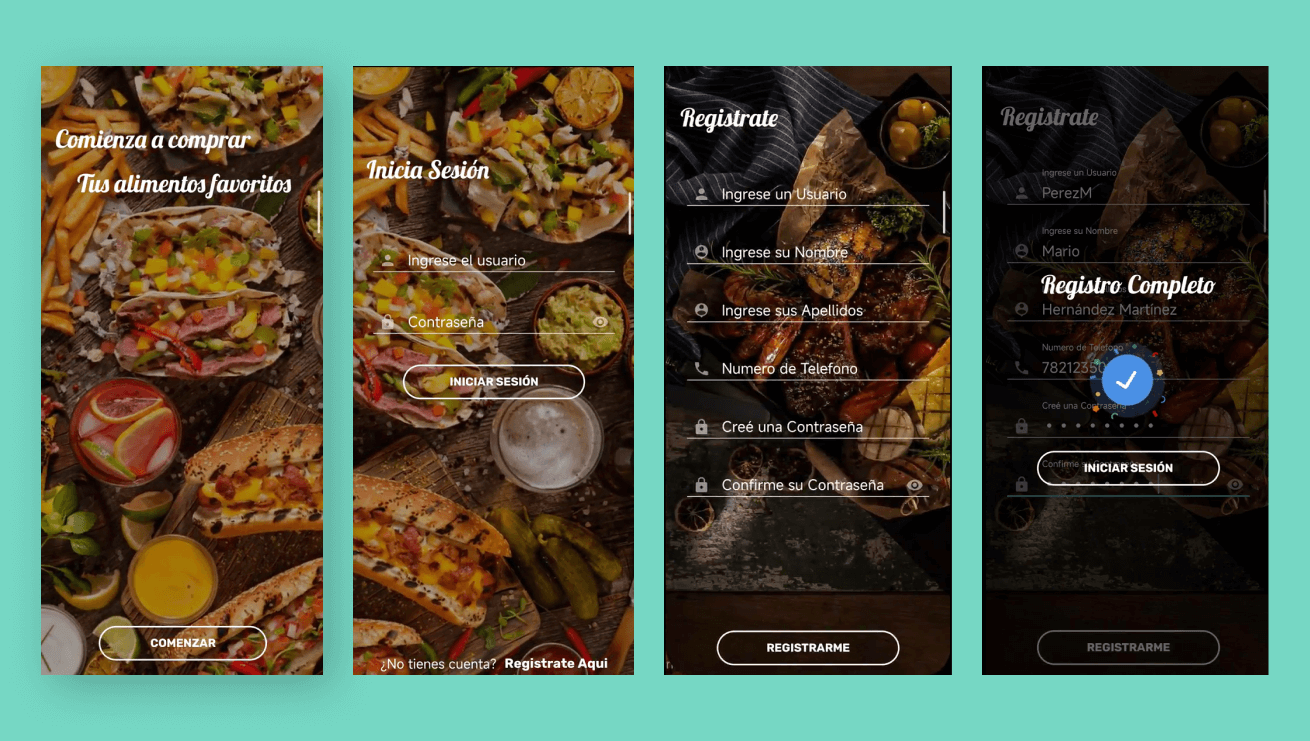 Comienza a comprar
Tus alimentos favoritos
COMENZAR
Inicia Sesión
Ingrese el usuario
Contraseña
INICIAR SESIÓN
¿No tienes cuenta? Registrate Aqui
Registrate
Ingrese un Usuario
Ingrese su Nombre
Ingrese sus Apellidos
Numero de Telefono
Creé una Contraseña
Confirme su Contraseña
REGISTRARME
Registrate
Ingrese un Usuario
PerezM
Ingrese su Nombre
Mario
Registro Completo
Hernández Martínez
Numero de Telefono
7821235
Creé una Contraseña
Confirme
INICIAR SESIÓN
REGISTRARME